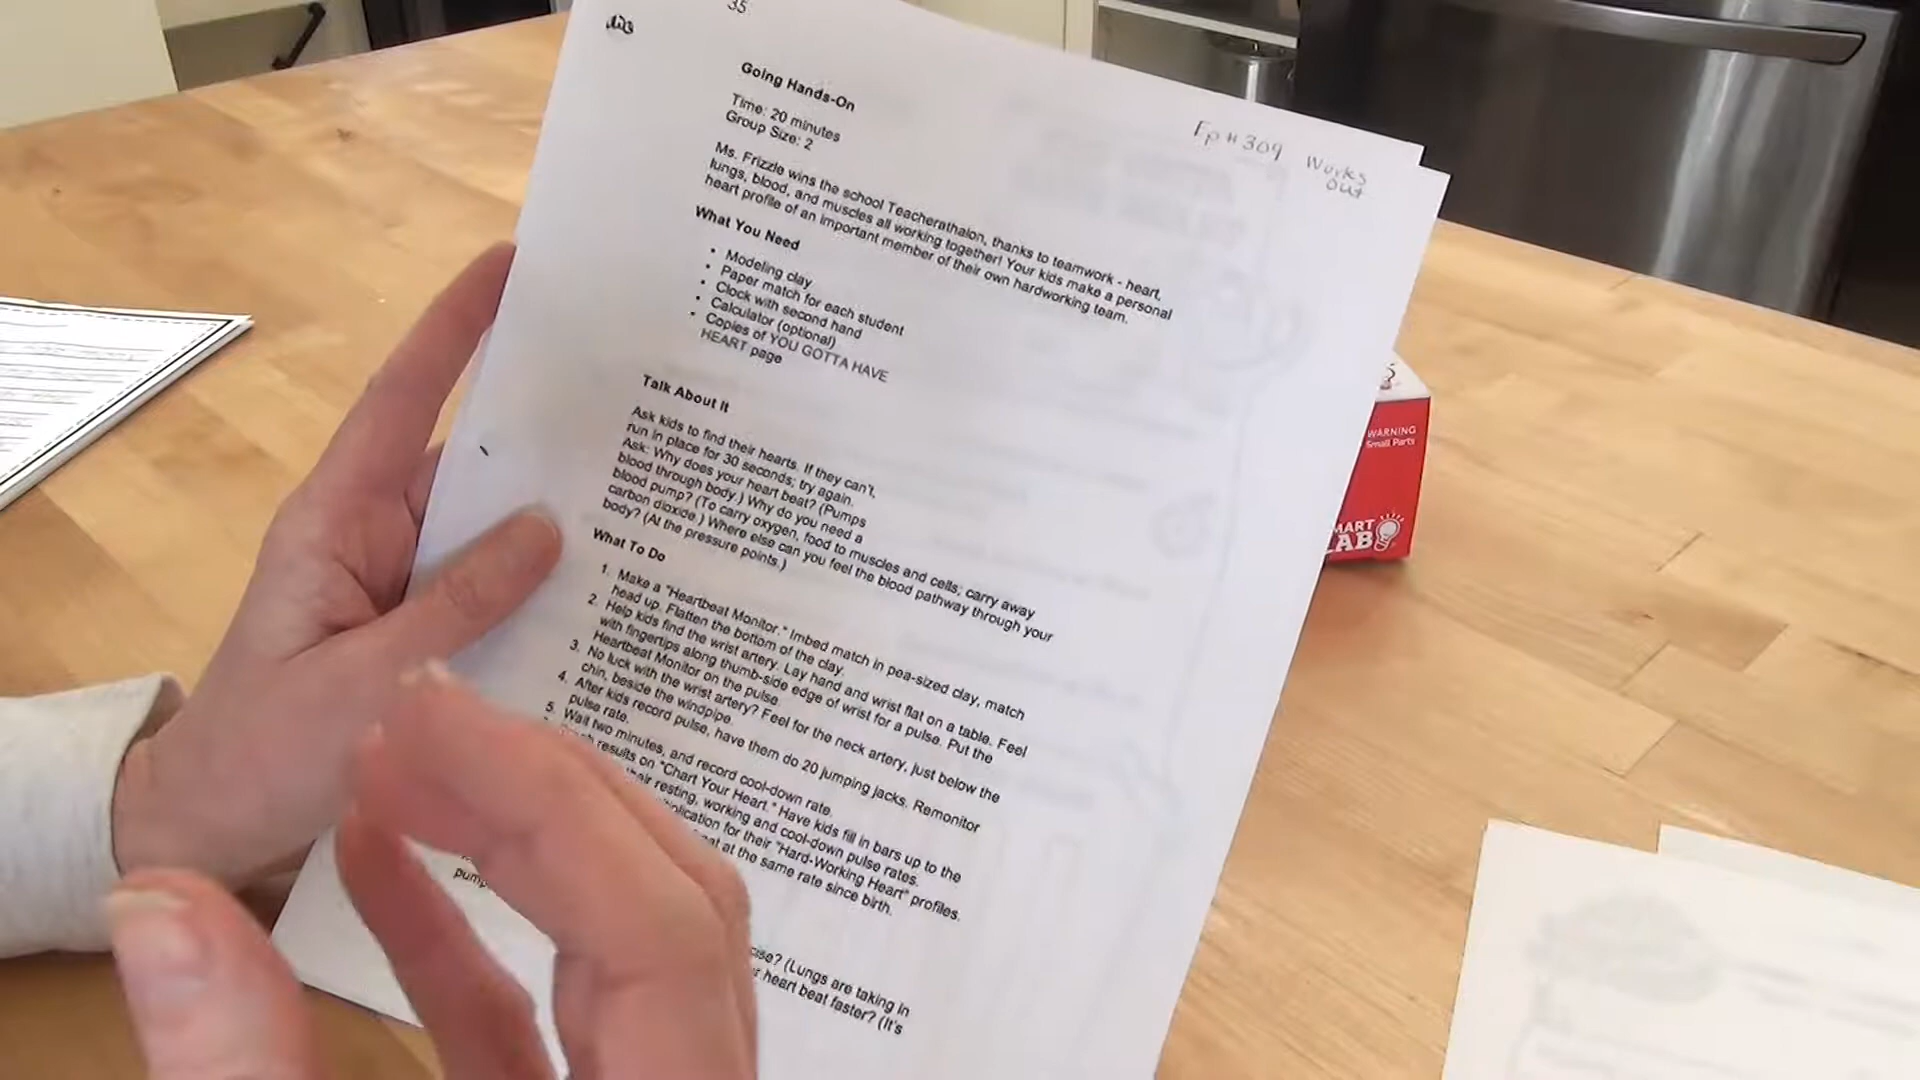 35
Ep #309 Works
out
Going Hands-On
Time: 20 minutes
Group Size: 2
Ms. Frizzle wins the school Teacherathalon, thanks to teamwork - heart,
lungs, blood, and muscles all working together! Your kids make a personal
heart profile of an important member of their own hardworking team.
What You Need
• Modeling clay
• Paper match for each student
• Clock with second hand
• Calculator (optional)
• Copies of YOU GOTTA HAVE
HEART page
Talk About It
Ask kids to find their hearts. If they can't,
run in place for 30 seconds; try again.
Ask: Why does your heart beat? (Pumps
blood through body.) Why do you need a
blood pump? (To carry oxygen, food to muscles and cells; carry away
carbon dioxide.) Where else can you feel the blood pathway through your
body? (At the pressure points.)
What To Do
1. Make a "Heartbeat Monitor." Imbed match in pea-sized clay, match
head up. Flatten the bottom of the clay.
2. Help kids find the wrist artery. Lay hand and wrist flat on a table. Feel
with fingertips along thumb-side edge of wrist for a pulse. Put the
Heartbeat Monitor on the pulse.
3. No luck with the wrist artery? Feel for the neck artery, just below the
chin, beside the windpipe.
4. After kids record pulse, have them do 20 jumping jacks. Remonitor
pulse rate.
5. Wait two minutes, and record cool-down rate.
results on "Chart Your Heart." Have kids fill in bars up to the
their resting, working and cool-down pulse rates.
for their "Hard-Working Heart" profiles.
at the same rate since birth.
pump
(Lungs are taking in
heart beat faster? (It's
WARNING
Small Parts
MART
LAB